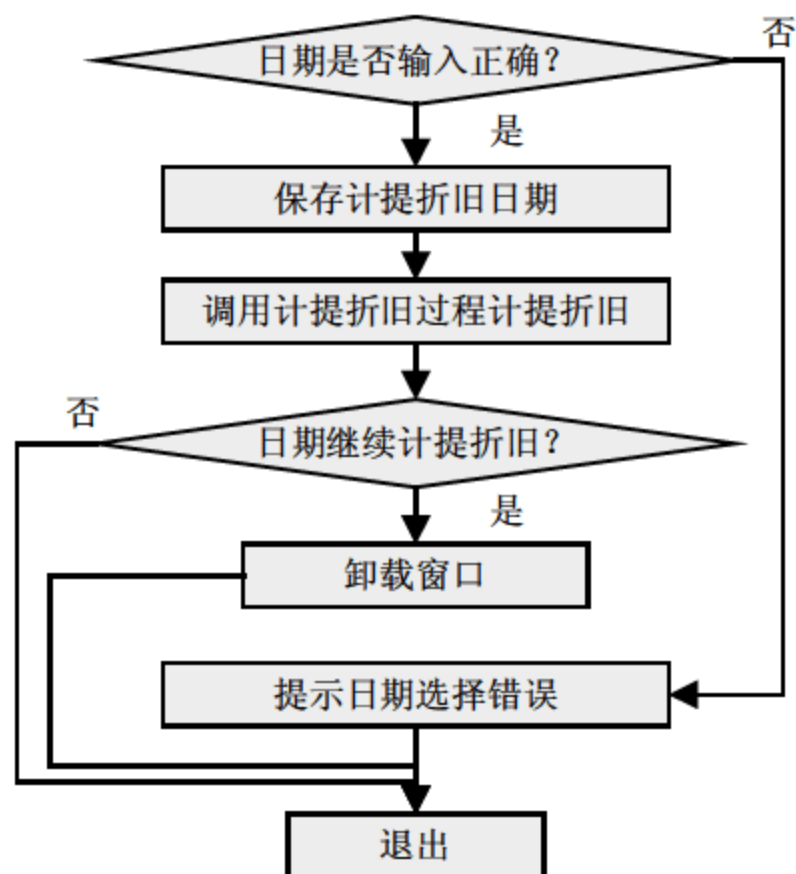 否
日期是否输入正确？
是
保存计提折旧日期
调用计提折旧过程计提折旧
否
日期继续计提折旧？
是
卸载窗口
提示日期选择错误
退出